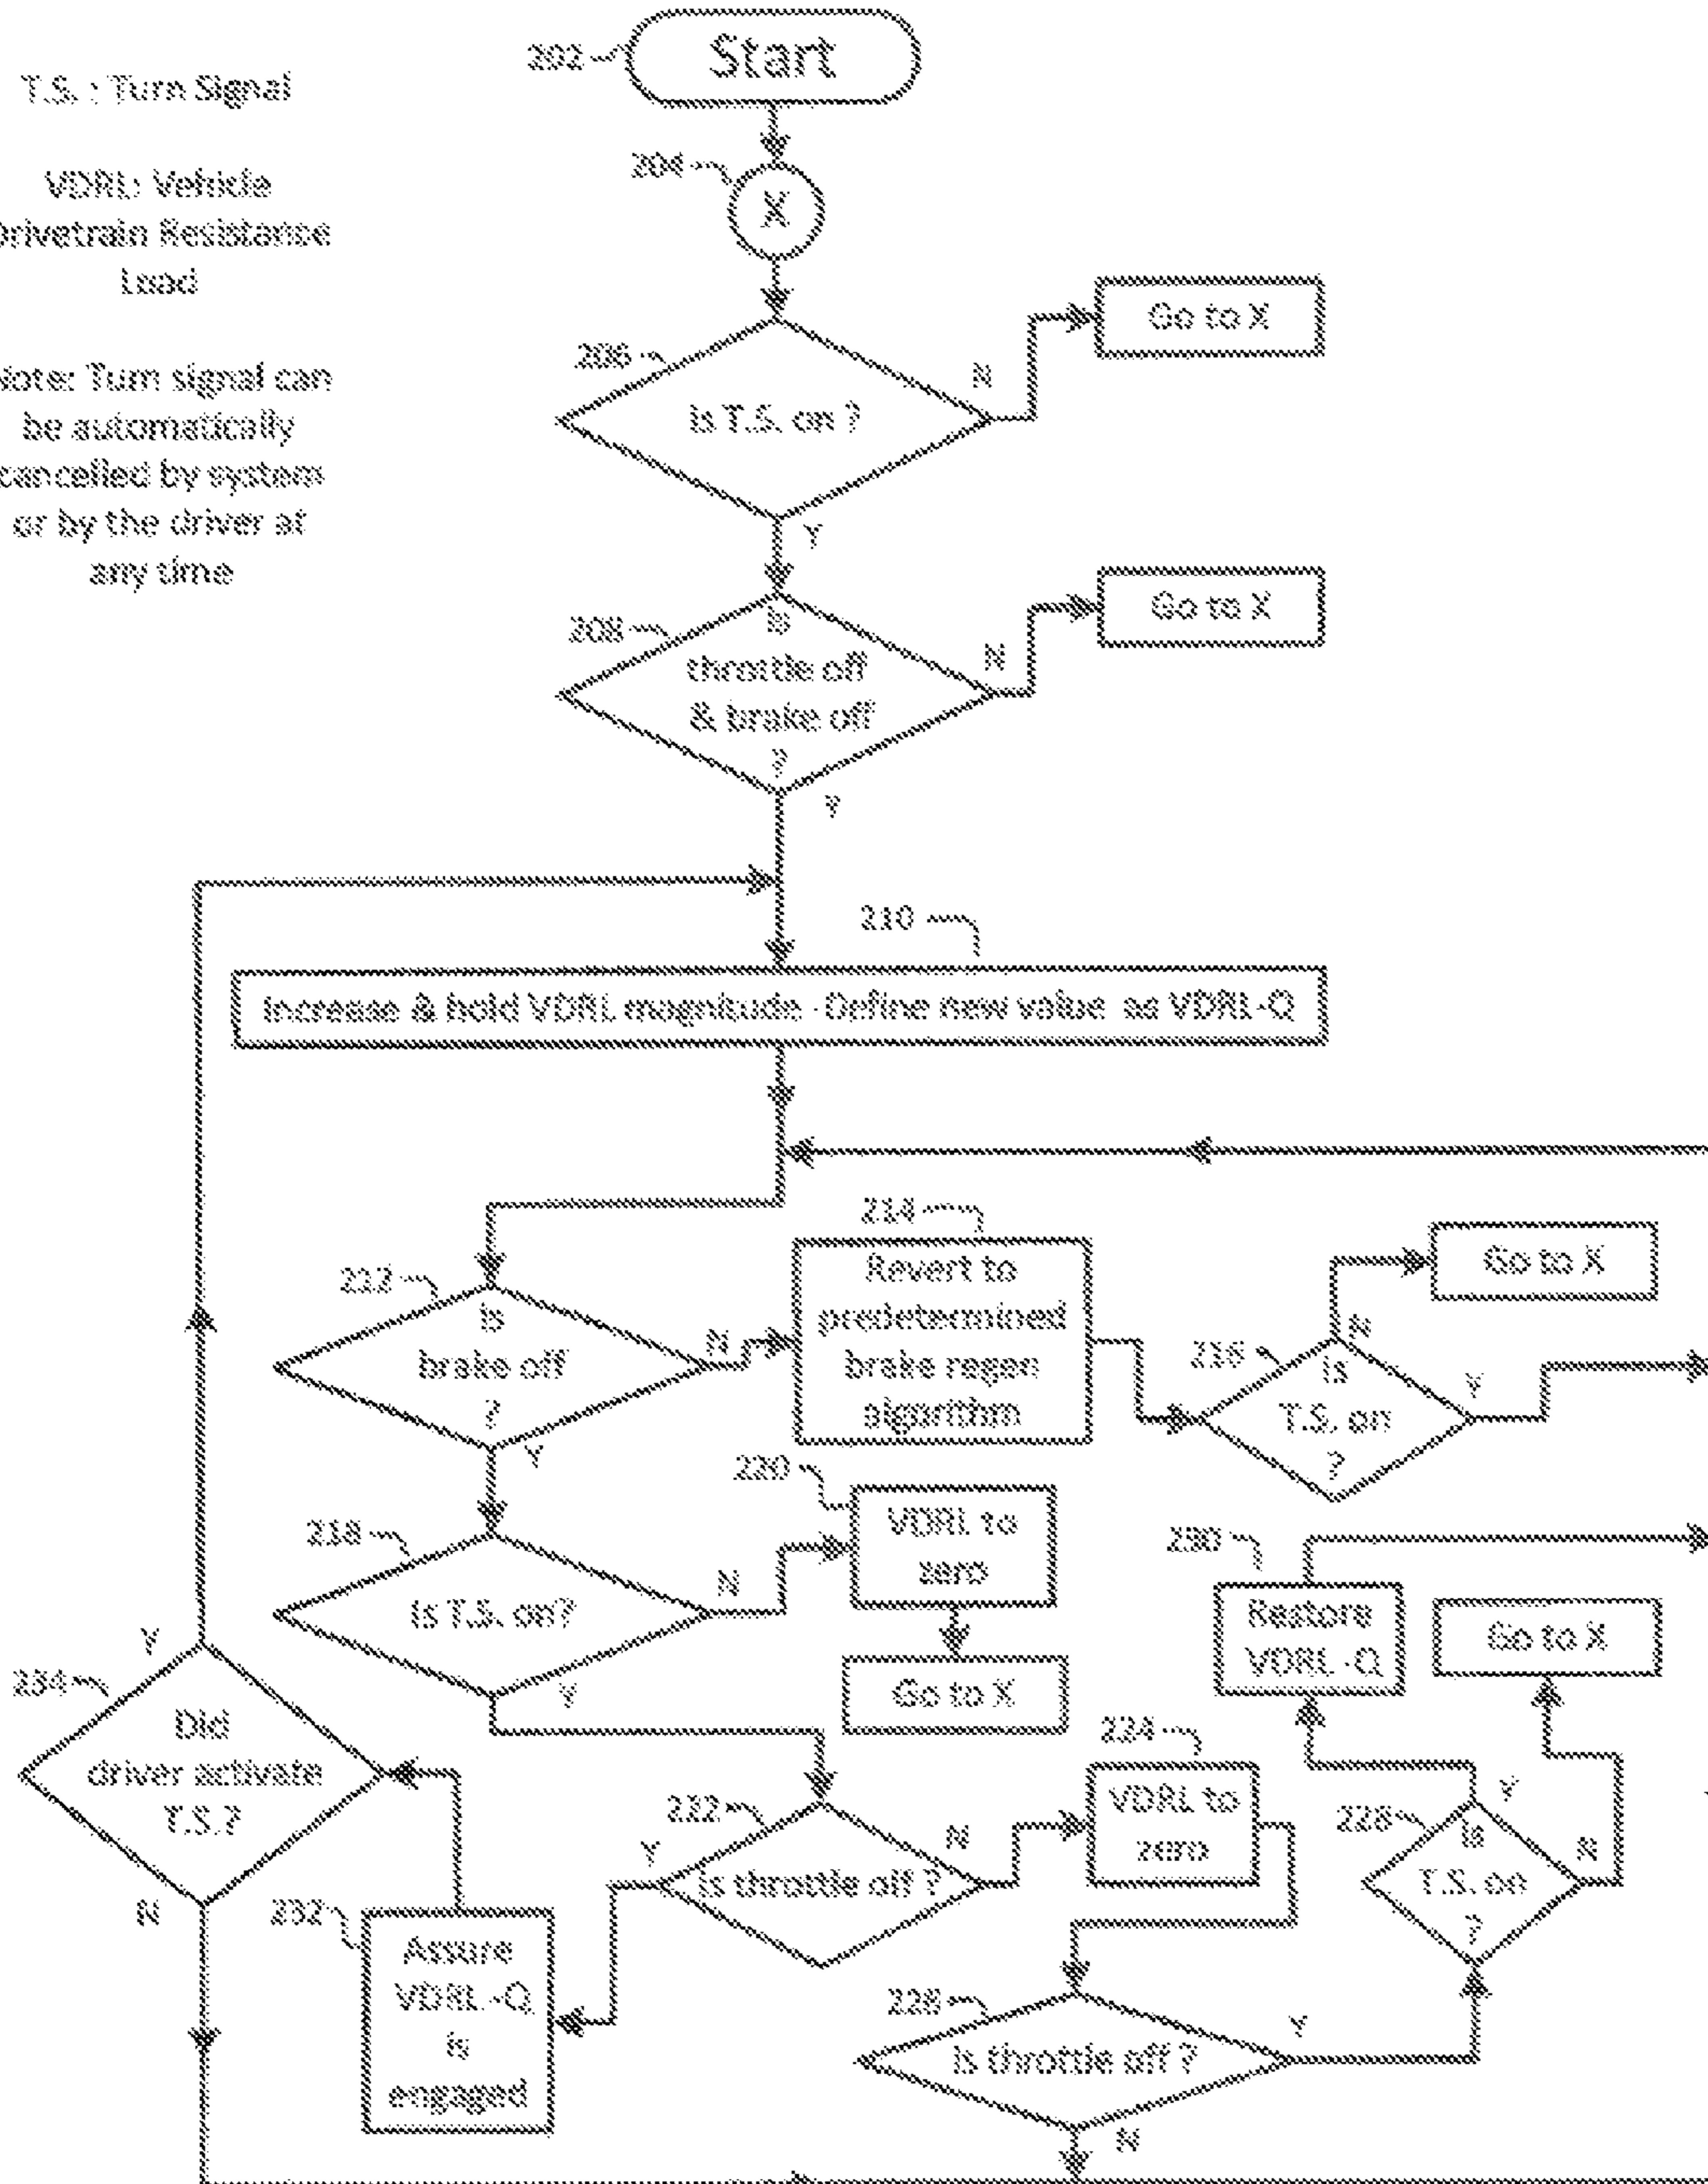 202
Start
T.S. : Turn Signal
204
X
VDRL: Vehicle
Drivetrain Resistance
Load
Go to X
Note: Turn signal can
be automatically
cancelled by system
or by the driver at
any time
206
N
is T.S. on ?
Y
Go to X
208
is
throttle off
& brake off
?
N
Y
210
Increase & hold VDRL magnitude - Define new value as VDRL-Q
214
Revert to
predetermined
brake regen
algorithm
Go to X
212
is
brake off
?
N
Y
216
N
is
T.S. on
?
Y
220
VDRL to
zero
218
is T.S. on?
N
Y
Go to X
230
Restore
VDRL-Q
Go to X
Y
234
Did
driver activate
T.S.?
N
224
VDRL to
zero
222
Y
is throttle off ?
N
228
Y
is
T.S. on
?
N
232
Assure
VDRL-Q
is
engaged
is throttle off ?
Y
N